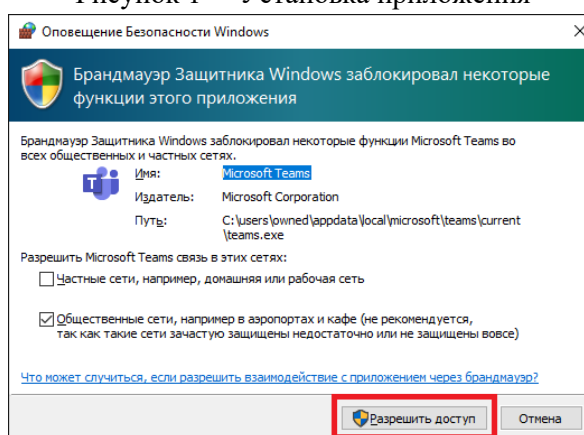 Рисунок 1 – Установка приложения
Оповещение Безопасности Windows
Брандмауэр Защитника Windows заблокировал некоторые
функции этого приложения
Брандмауэр Защитника Windows заблокировал некоторые функции Microsoft Teams во
всех общественных и частных сетях.
Имя: Microsoft Teams
Издатель: Microsoft Corporation
Путь: C:\users\owned\appdata\local\microsoft\teams\current
\teams.exe
Разрешить Microsoft Teams связь в этих сетях:
Частные сети, например, домашняя или рабочая сеть
Общественные сети, например в аэропортах и кафе (не рекомендуется,
так как такие сети зачастую защищены недостаточно или не защищены вовсе)
Что может случиться, если разрешить взаимодействие с приложением через брандмауэр?
Разрешить доступ Отмена